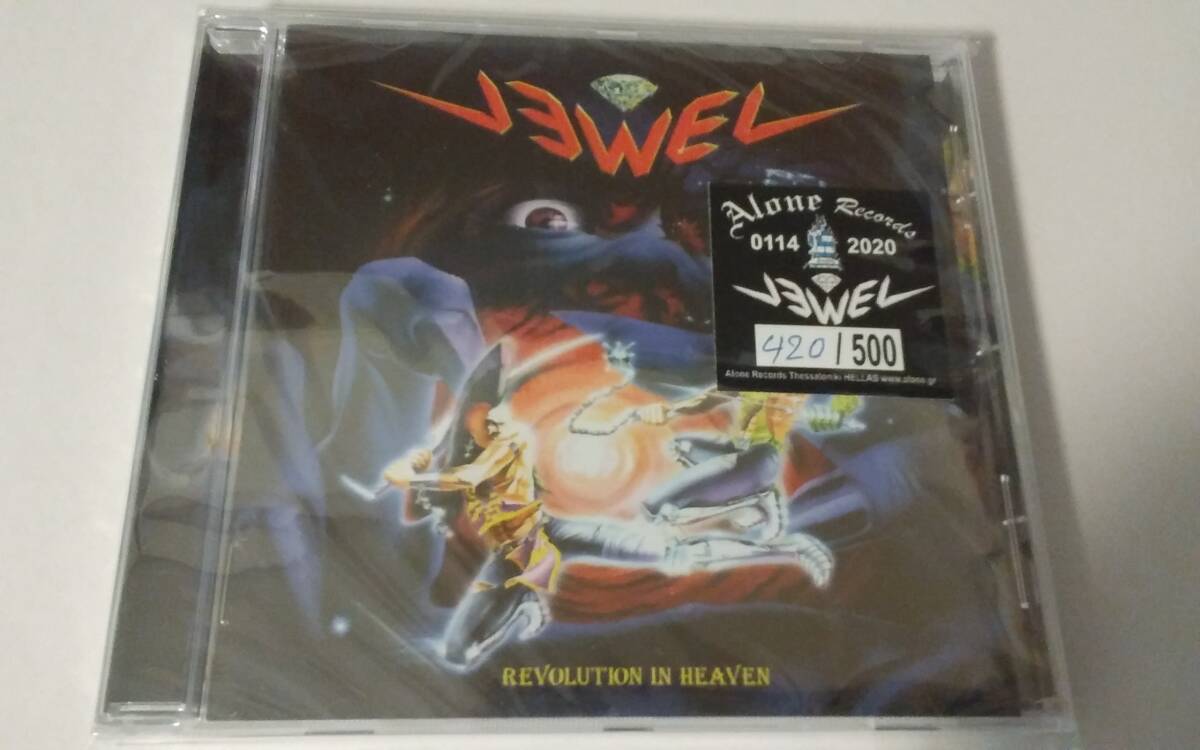 JEWEL
Alone Records
0114 2020
JEWEL
420/500
Alone Records Thessaloniki HELLAS www.alone.gr
REVOLUTION IN HEAVEN